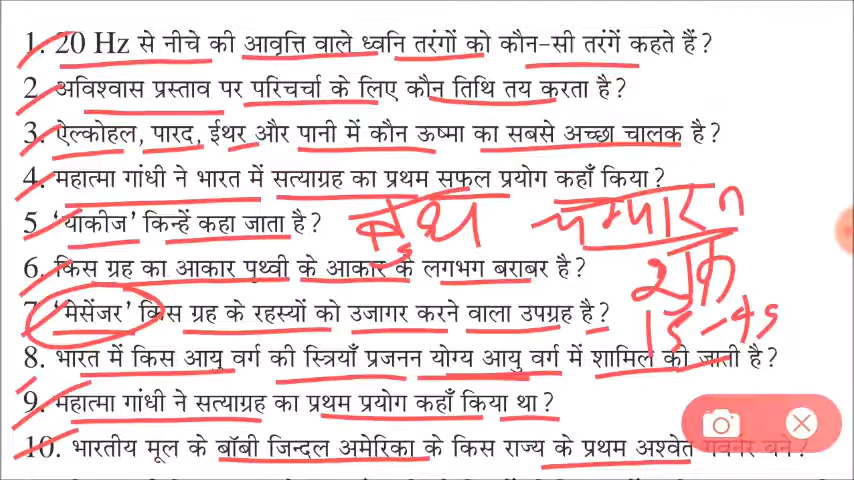 1. 20 Hz से नीचे की आवृत्ति वाले ध्वनि तरंगों को कौन-सी तरंगें कहते हैं?
2. अविश्वास प्रस्ताव पर परिचर्चा के लिए कौन तिथि तय करता है?
3. ऐल्कोहल, पारद, ईथर और पानी में कौन ऊष्मा का सबसे अच्छा चालक है?
4. महात्मा गांधी ने भारत में सत्याग्रह का प्रथम सफल प्रयोग कहाँ किया?
5 'याकीज' किन्हें कहा जाता है? बुध चम्पारन
6. किस ग्रह का आकार पृथ्वी के आकार के लगभग बराबर है? शुक्र
7 'मेसेंजर' किस ग्रह के रहस्यों को उजागर करने वाला उपग्रह है? 15-45
8. भारत में किस आयु वर्ग की स्त्रियाँ प्रजनन योग्य आयु वर्ग में शामिल की जाती है?
9. महात्मा गांधी ने सत्याग्रह का प्रथम प्रयोग कहाँ किया था?
10. भारतीय मूल के बॉबी जिन्दल अमेरिका के किस राज्य के प्रथम अश्वेत गवर्नर बने?